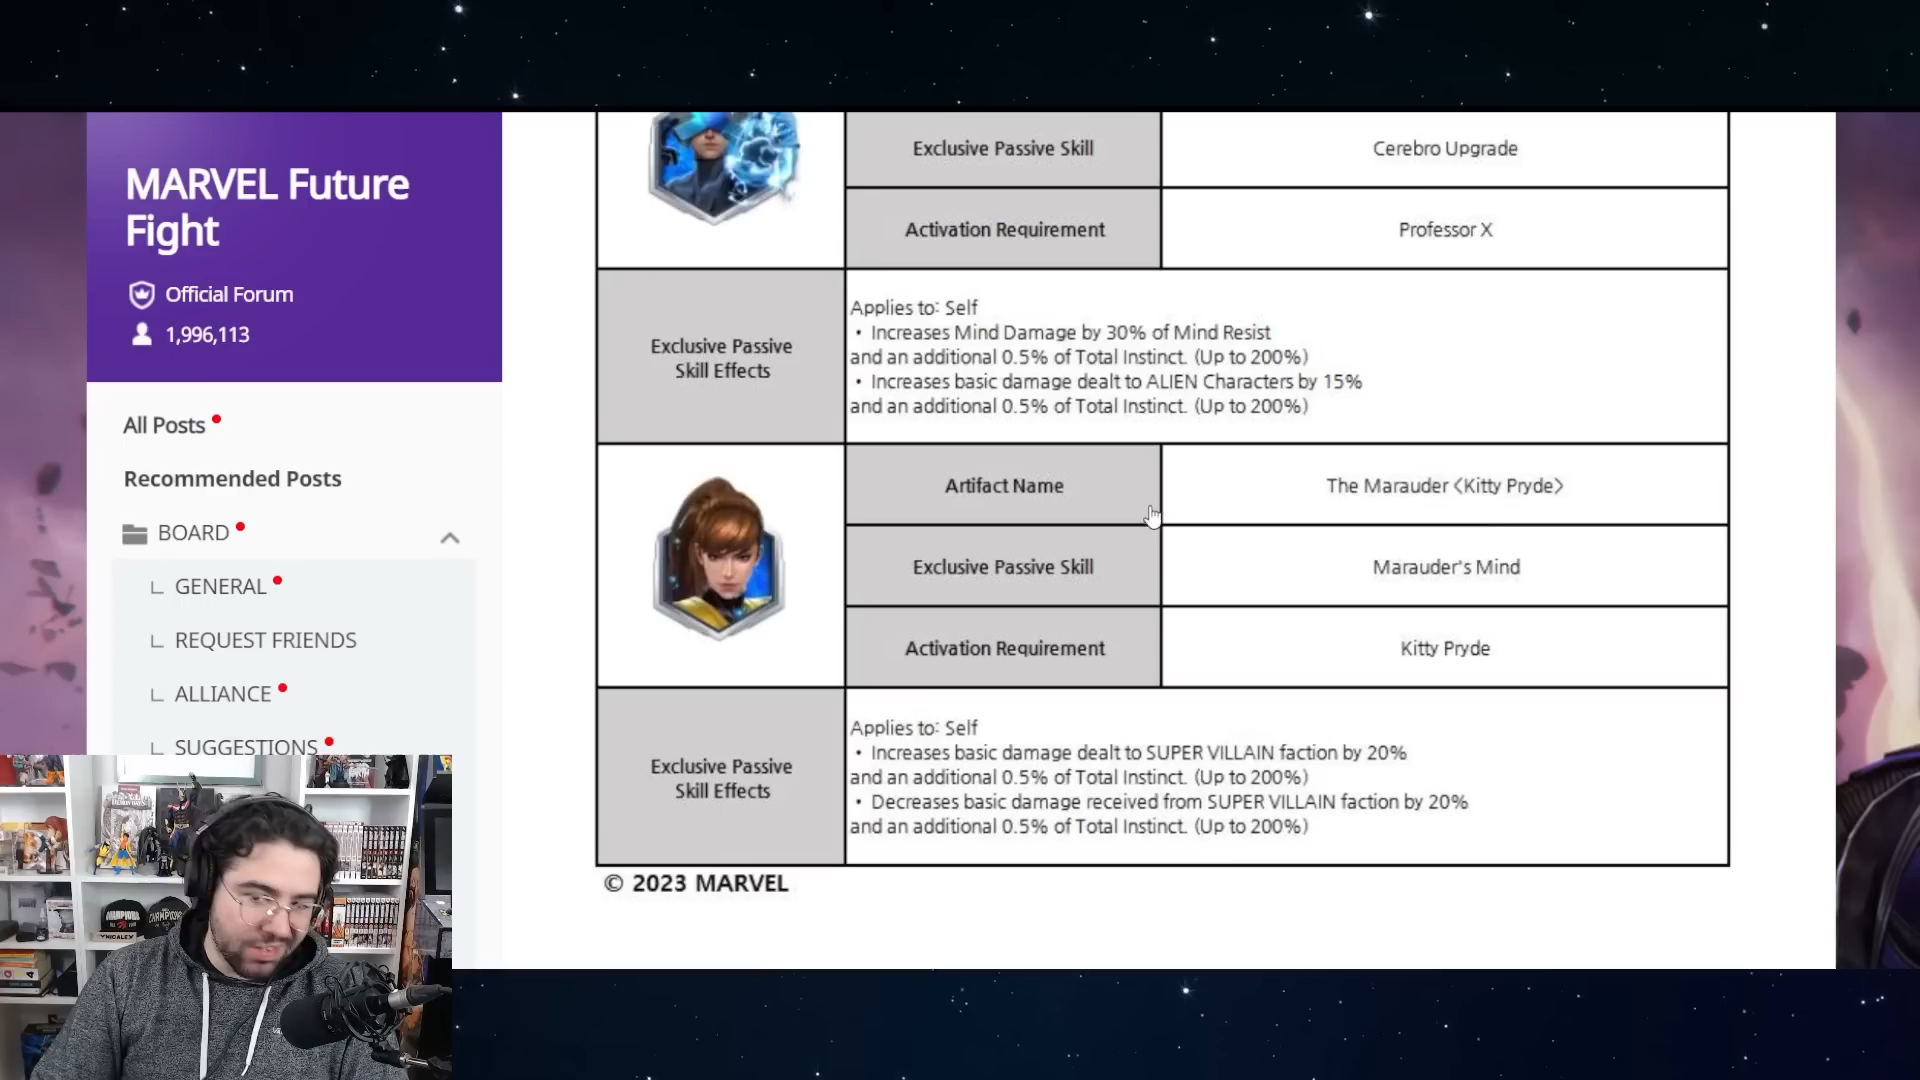 MARVEL Future
Fight
Official Forum
1,996,113
All Posts
Recommended Posts
BOARD
GENERAL
REQUEST FRIENDS
ALLIANCE
SUGGESTIONS
Exclusive Passive Skill
Cerebro Upgrade
Activation Requirement
Professor X
Exclusive Passive
Skill Effects
Applies to: Self
• Increases Mind Damage by 30% of Mind Resist
and an additional 0.5% of Total Instinct. (Up to 200%)
• Increases basic damage dealt to ALIEN Characters by 15%
and an additional 0.5% of Total Instinct. (Up to 200%)
Artifact Name
The Marauder <Kitty Pryde>
Exclusive Passive Skill
Marauder's Mind
Activation Requirement
Kitty Pryde
Exclusive Passive
Skill Effects
Applies to: Self
• Increases basic damage dealt to SUPER VILLAIN faction by 20%
and an additional 0.5% of Total Instinct. (Up to 200%)
• Decreases basic damage received from SUPER VILLAIN faction by 20%
and an additional 0.5% of Total Instinct. (Up to 200%)
© 2023 MARVEL